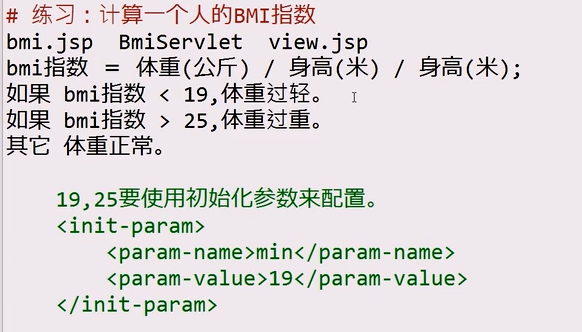 # 练习：计算一个人的BMI指数
bmi.jsp  BmiServlet  view.jsp
bmi指数 = 体重(公斤) / 身高(米) / 身高(米);
如果 bmi指数 < 19,体重过轻。
如果 bmi指数 > 25,体重过重。
其它 体重正常。
19,25要使用初始化参数来配置。
<init-param>
<param-name>min</param-name>
<param-value>19</param-value>
</init-param>